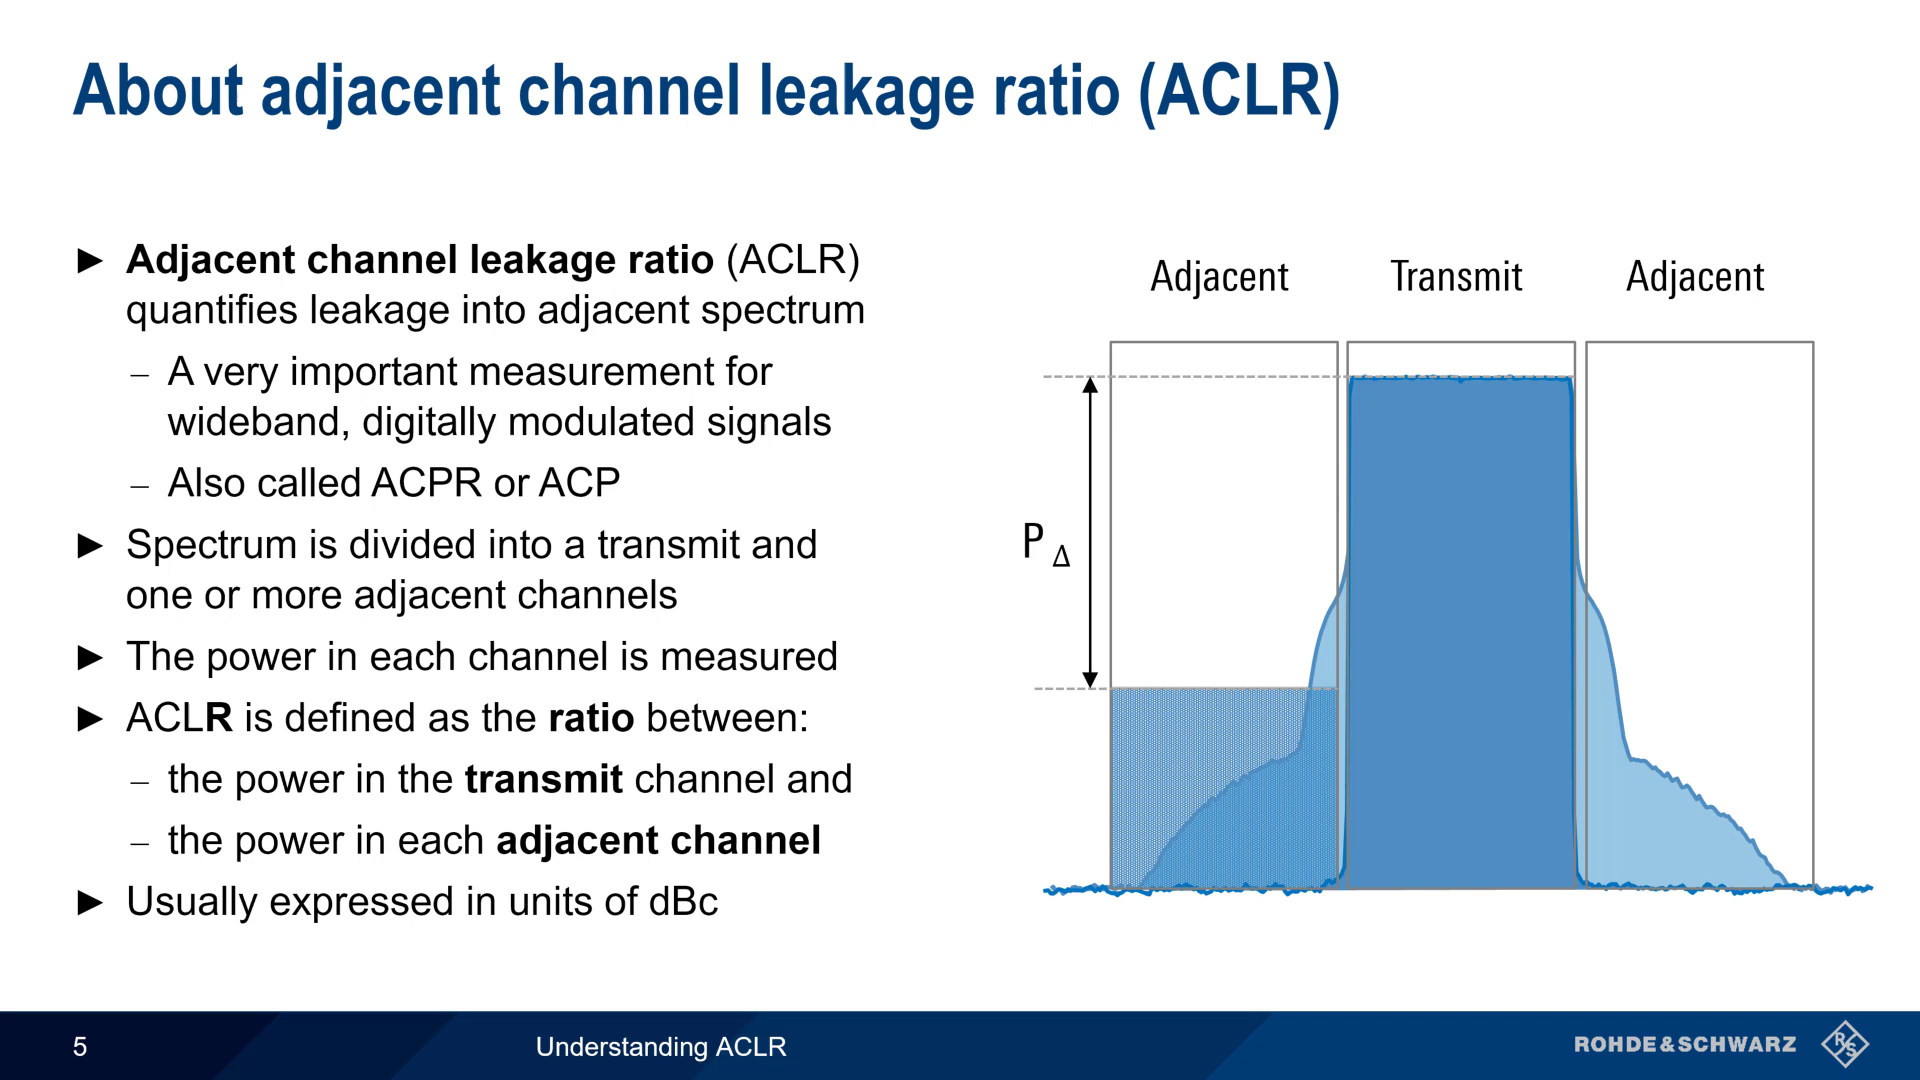 About adjacent channel leakage ratio (ACLR)
► Adjacent channel leakage ratio (ACLR)
quantifies leakage into adjacent spectrum
– A very important measurement for
wideband, digitally modulated signals
– Also called ACPR or ACP
► Spectrum is divided into a transmit and
one or more adjacent channels
► The power in each channel is measured
► ACLR is defined as the ratio between:
– the power in the transmit channel and
– the power in each adjacent channel
► Usually expressed in units of dBc
Adjacent Transmit Adjacent
P Δ
5 Understanding ACLR ROHDE&SCHWARZ R S